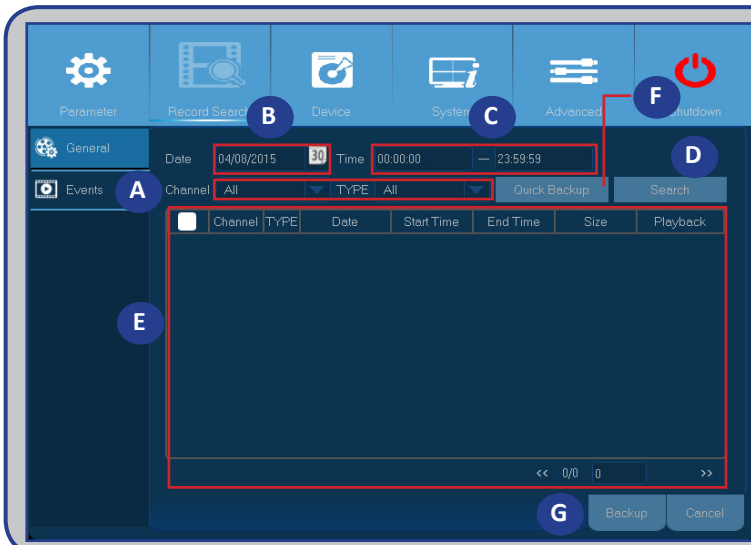 Parameter Record Search Device System Advanced Shutdown
B C F
General
Date 04/08/2015 30 Time 00:00:00 — 23:59:59 D
Events A Channel All TYPE All Quick Backup Search
Channel TYPE Date Start Time End Time Size Playback
E
<< 0/0 0 >>
G Backup Cancel